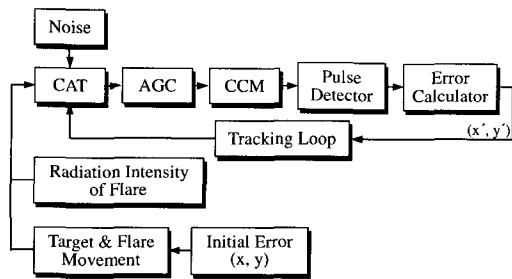 Noise
CAT
AGC
CCM
Pulse
Detector
Error
Calculator
(x´, y´)
Tracking Loop
Radiation Intensity
of Flare
Target & Flare
Movement
Initial Error
(x, y)